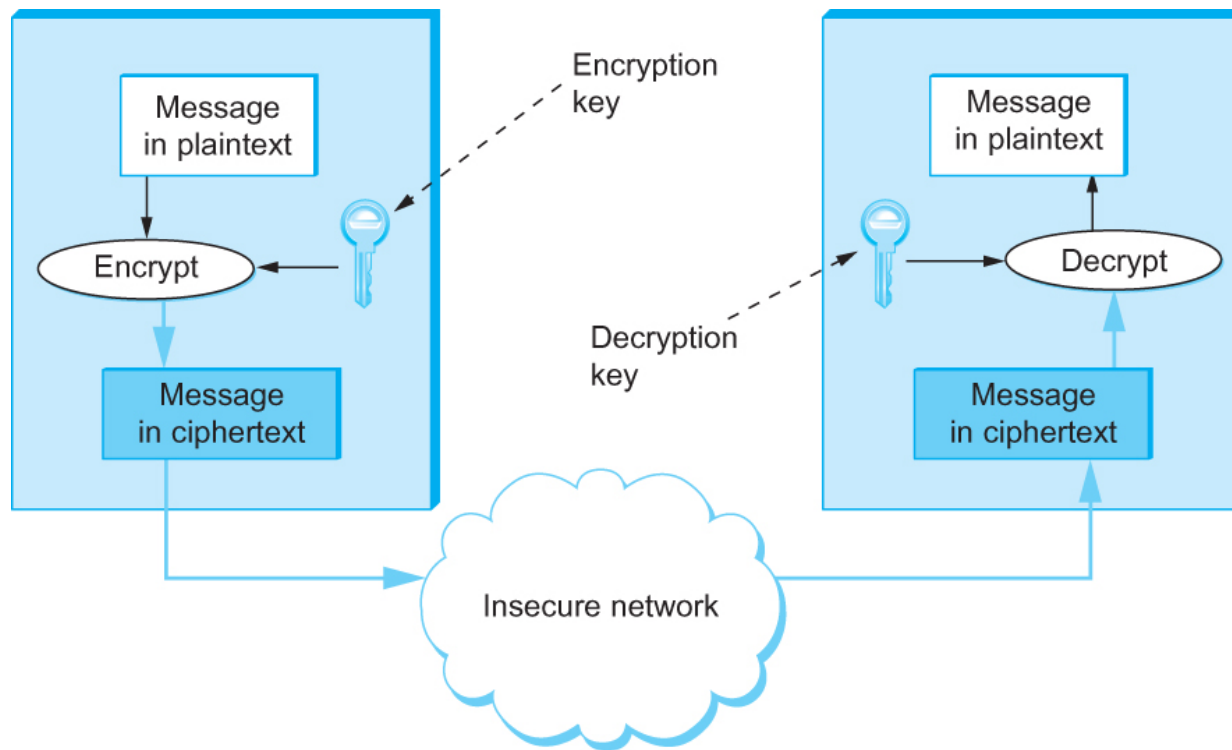 Message
in plaintext
Encrypt
Message
in ciphertext
Encryption
key
Decryption
key
Insecure network
Message
in plaintext
Decrypt
Message
in ciphertext